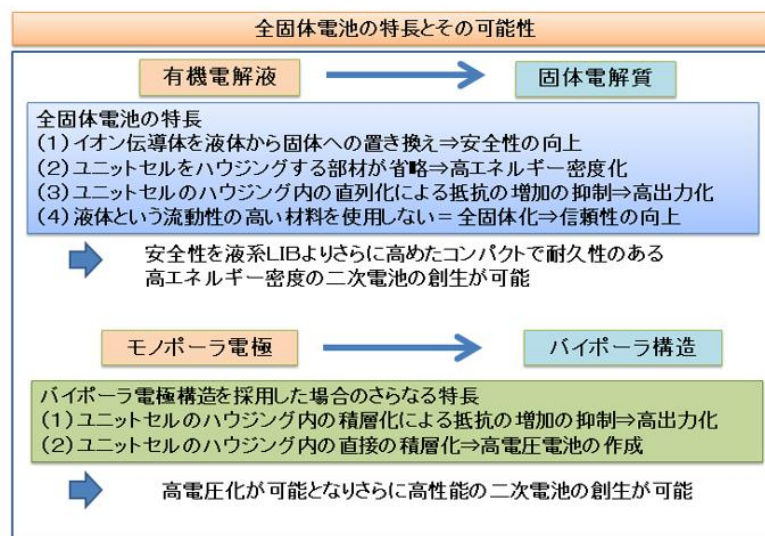 全固体電池の特長とその可能性
有機電解液
固体電解質
全固体電池の特長
(1)イオン伝導体を液体から固体への置き換え⇒安全性の向上
(2)ユニットセルをハウジングする部材が省略⇒高エネルギー密度化
(3)ユニットセルのハウジング内の直列化による抵抗の増加の抑制⇒高出力化
(4)液体という流動性の高い材料を使用しない=全固体化⇒信頼性の向上
安全性を液系LIBよりさらに高めたコンパクトで耐久性のある
高エネルギー密度の二次電池の創生が可能
モノポーラ電極
バイポーラ構造
バイポーラ電極構造を採用した場合のさらなる特長
(1)ユニットセルのハウジング内の積層化による抵抗の増加の抑制⇒高出力化
(2)ユニットセルのハウジング内の直接の積層化⇒高電圧電池の作成
高電圧化が可能となりさらに高性能の二次電池の創生が可能